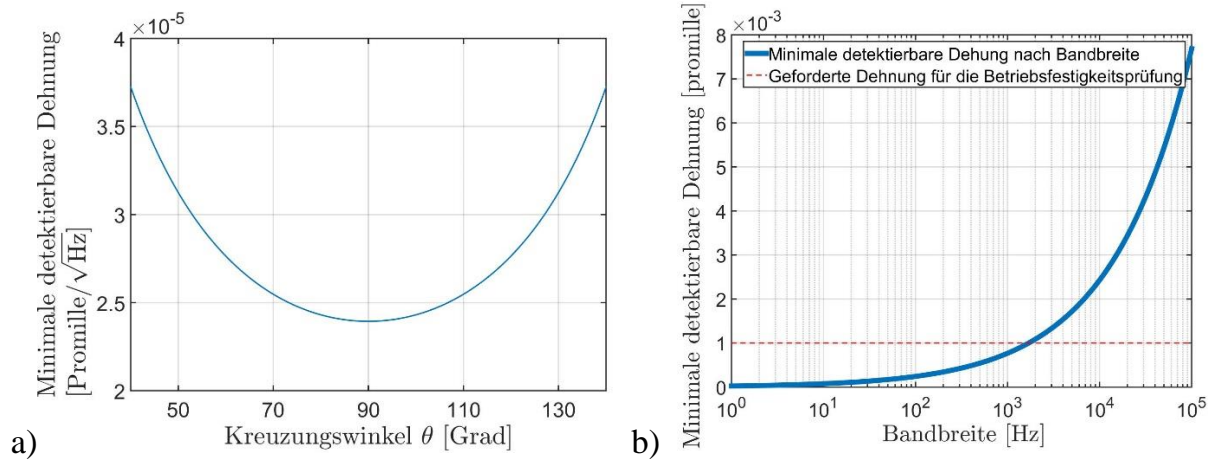 ×10⁻⁵
4
3.5
3
2.5
2
Minimale detektierbare Dehnung
[Promille/√Hz]
50 70 90 110 130
Kreuzungswinkel θ [Grad]
a)
×10⁻³
8
7
6
5
4
3
2
1
0
Minimale detektierbare Dehnung [promille]
Minimale detektierbare Dehung nach Bandbreite
Geforderte Dehnung für die Betriebsfestigkeitsprüfung
10⁰ 10¹ 10² 10³ 10⁴ 10⁵
Bandbreite [Hz]
b)